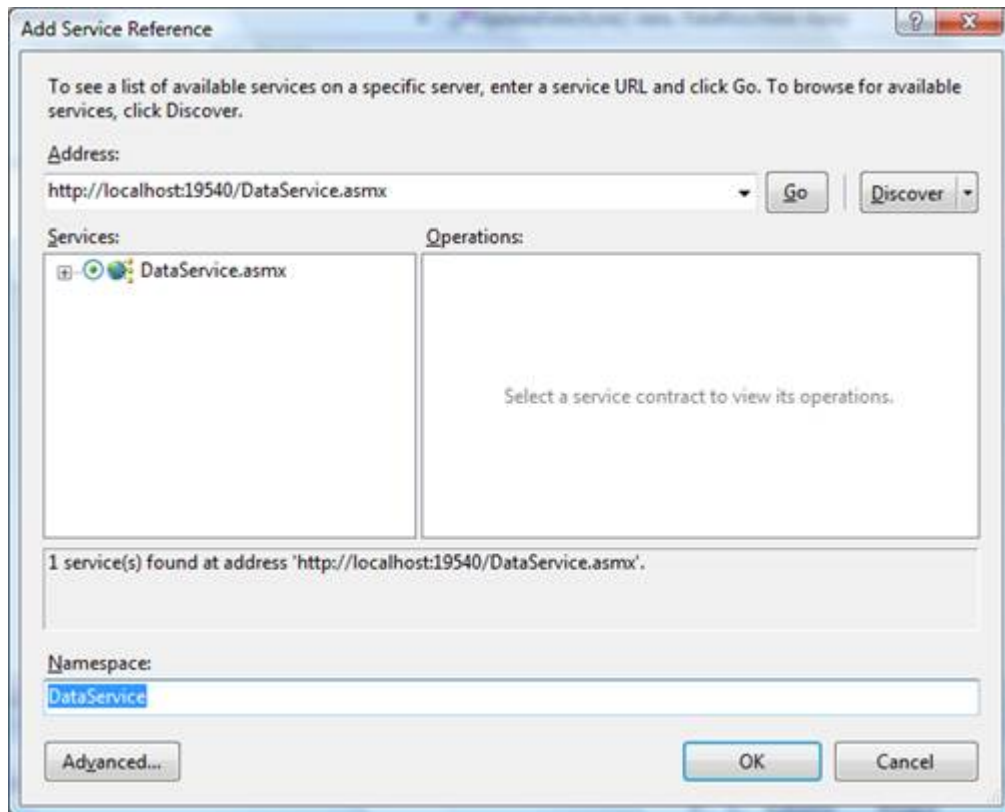 Add Service Reference
To see a list of available services on a specific server, enter a service URL and click Go. To browse for available
services, click Discover.
Address:
http://localhost:19540/DataService.asmx
Go
Discover
Services:
Operations:
DataService.asmx
Select a service contract to view its operations.
1 service(s) found at address 'http://localhost:19540/DataService.asmx'.
Namespace:
DataService
Advanced...
OK
Cancel